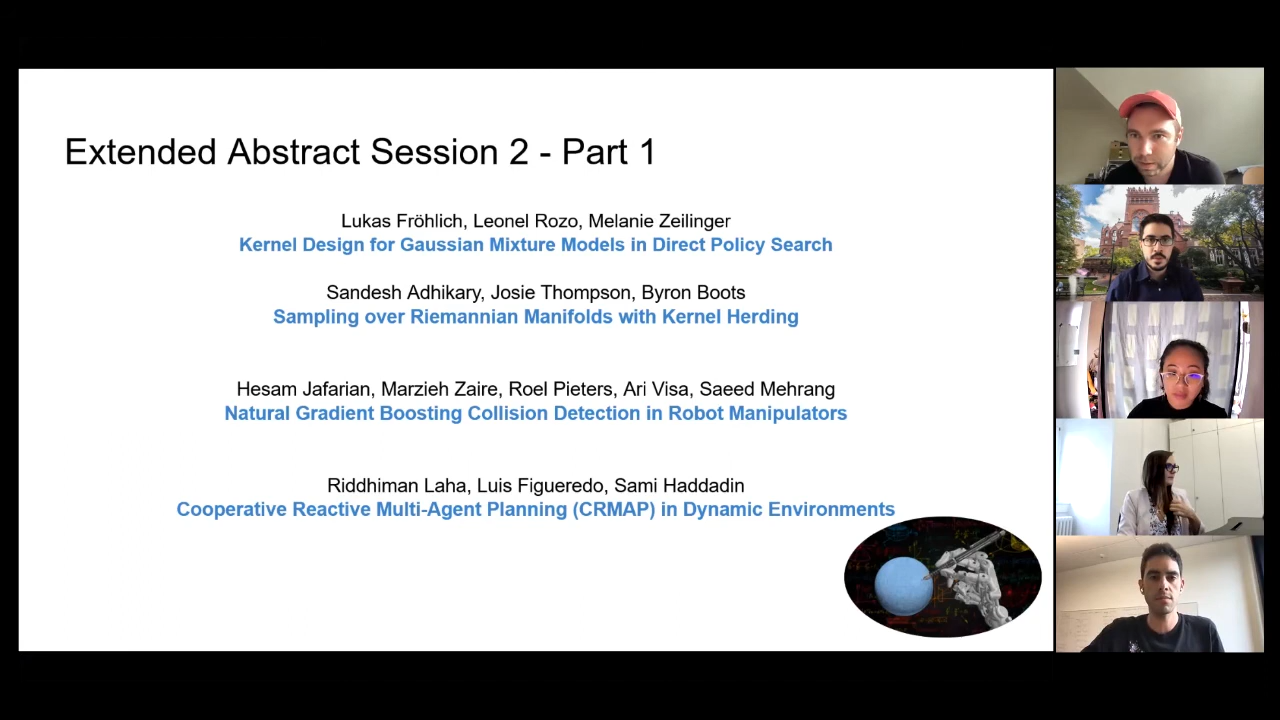 Extended Abstract Session 2 - Part 1
Lukas Fröhlich, Leonel Rozo, Melanie Zeilinger
Kernel Design for Gaussian Mixture Models in Direct Policy Search
Sandesh Adhikary, Josie Thompson, Byron Boots
Sampling over Riemannian Manifolds with Kernel Herding
Hesam Jafarian, Marzieh Zaire, Roel Pieters, Ari Visa, Saeed Mehrang
Natural Gradient Boosting Collision Detection in Robot Manipulators
Riddhiman Laha, Luis Figueredo, Sami Haddadin
Cooperative Reactive Multi-Agent Planning (CRMAP) in Dynamic Environments